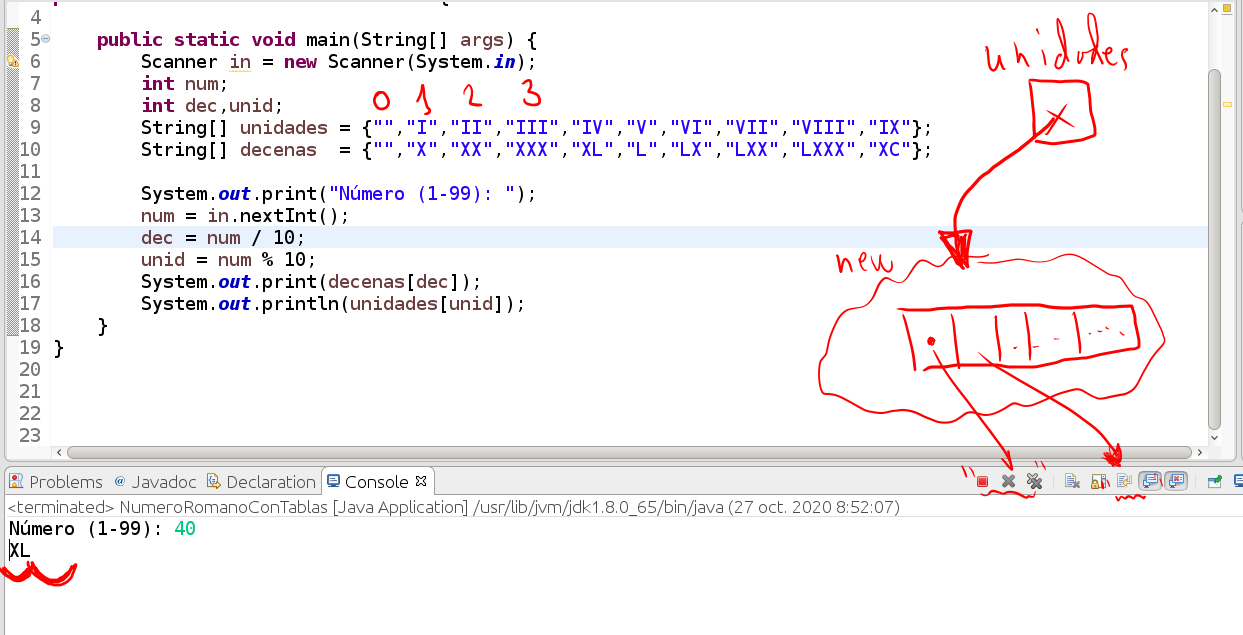 4
5 public static void main(String[] args) {
6 Scanner in = new Scanner(System.in);
7 int num;
8 int dec,unid;
0 1 2 3
9 String[] unidades = {"","I","II","III","IV","V","VI","VII","VIII","IX"};
10 String[] decenas = {"","X","XX","XXX","XL","L","LX","LXX","LXXX","XC"};
11
12 System.out.print("Número (1-99): ");
13 num = in.nextInt();
14 dec = num / 10;
15 unid = num % 10;
16 System.out.print(decenas[dec]);
17 System.out.println(unidades[unid]);
18 }
19 }
20
21
22
23
unidades
new
" "
Problems @ Javadoc Declaration Console
<terminated> NumeroRomanoConTablas [Java Application] /usr/lib/jvm/jdk1.8.0_65/bin/java (27 oct. 2020 8:52:07)
Número (1-99): 40
XL